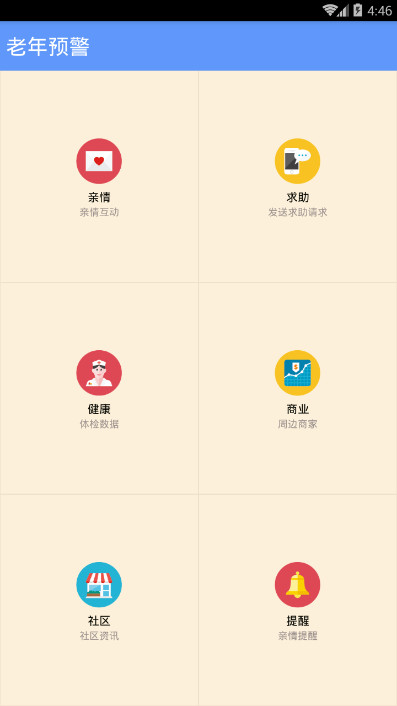 4:46
老年预警
亲情
亲情互动
求助
发送求助请求
健康
体检数据
商业
周边商家
社区
社区资讯
提醒
亲情提醒